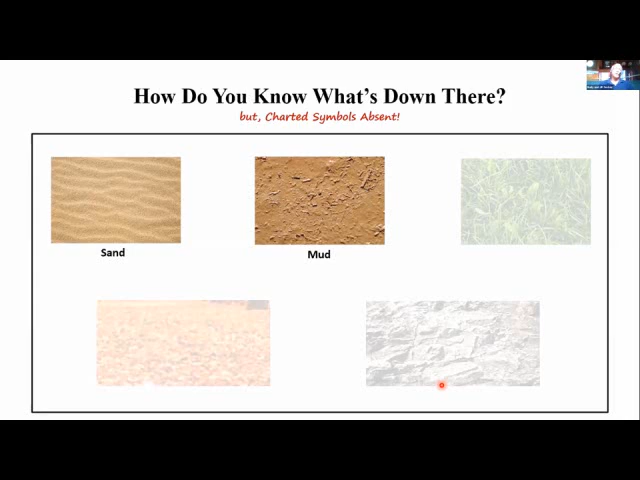 How Do You Know What's Down There?
but, Charted Symbols Absent!
Sand
Mud